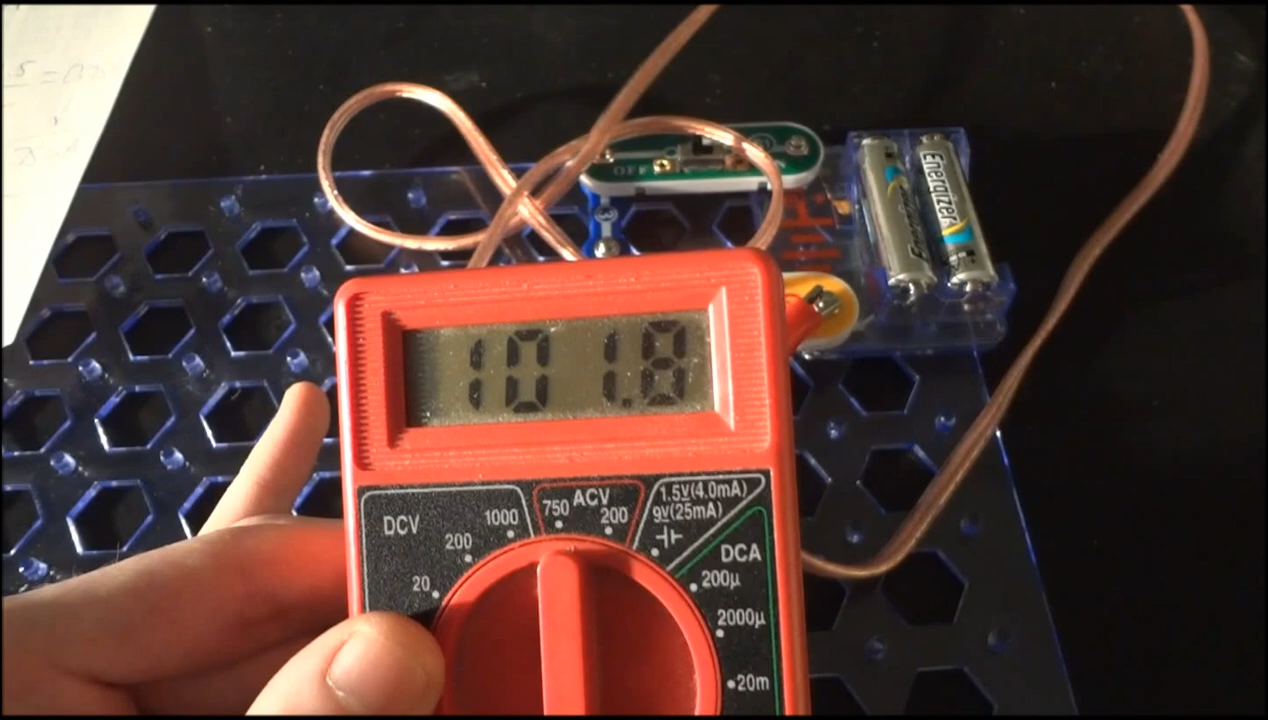 OFF
3
Energizer
Energizer
101.8
DCV
1000
200
20
ACV
750
200
1.5V(4.0mA)
9V(25mA)
DCA
200µ
2000µ
20m